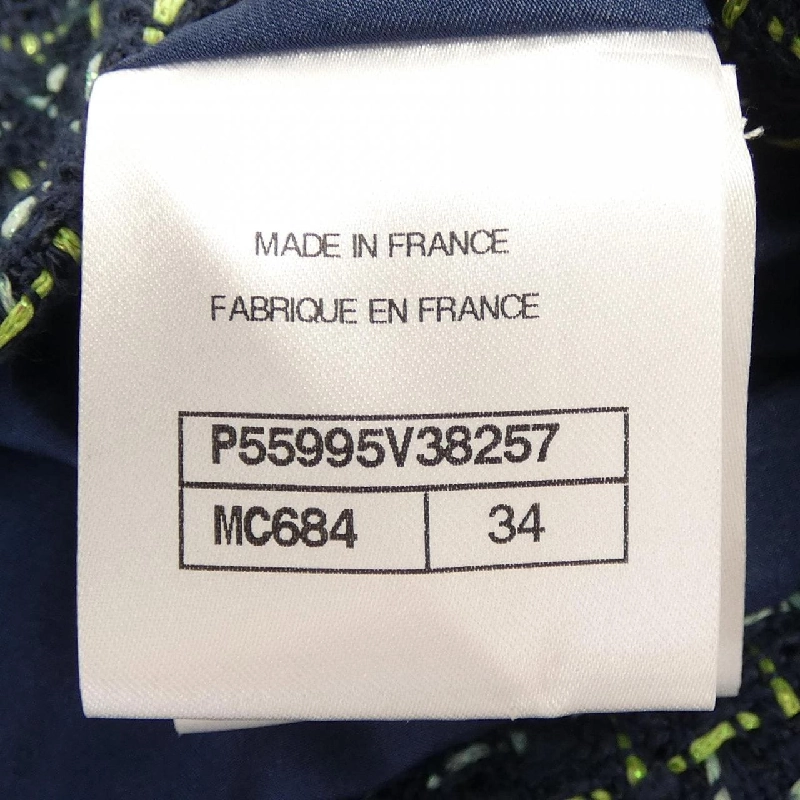 MADE IN FRANCE
FABRIQUE EN FRANCE
P55995V38257
MC684 34